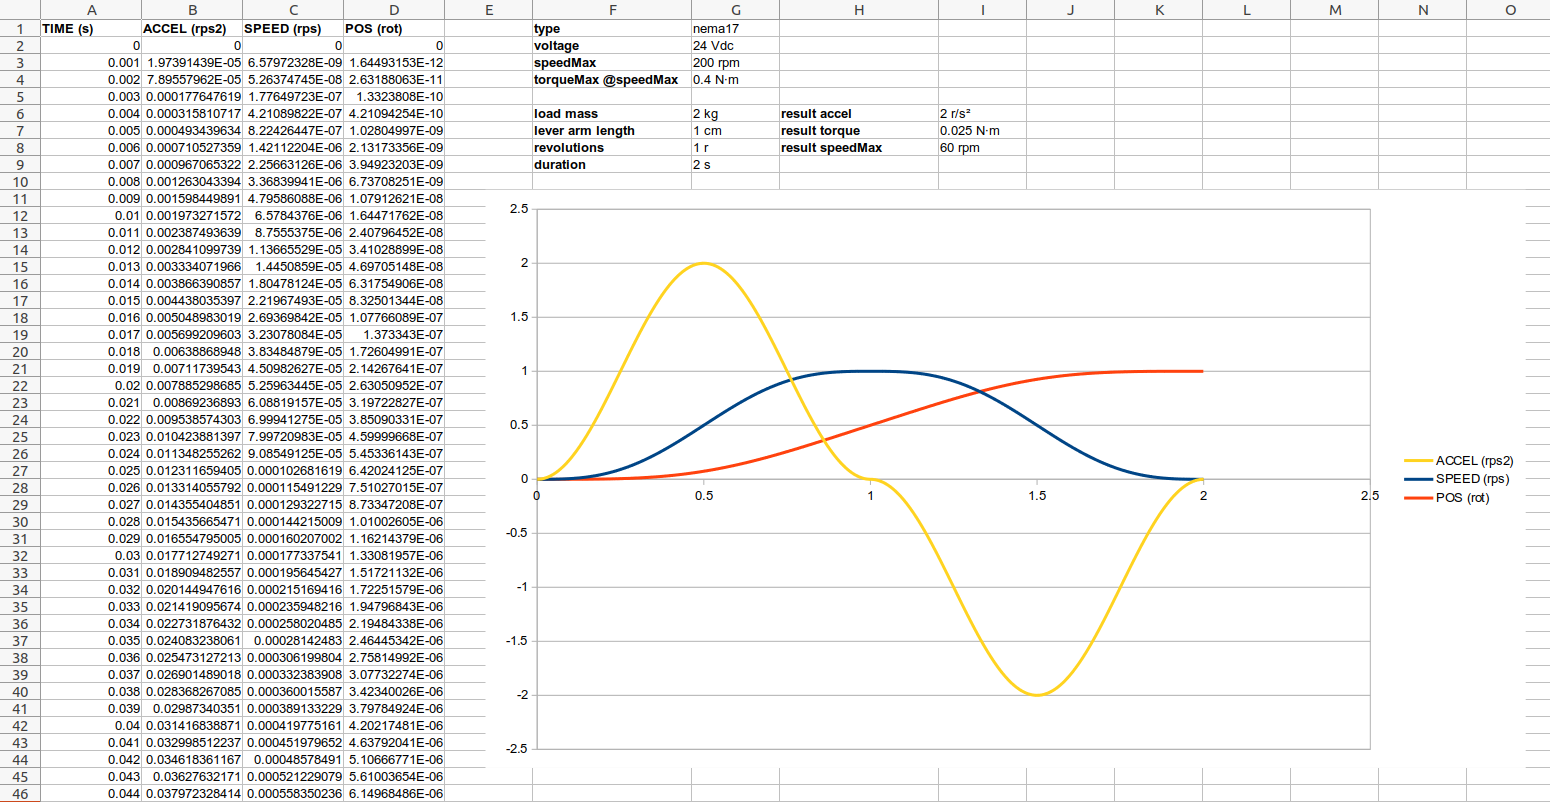 A B C D E F G H I J K L M N O
1 TIME (s) ACCEL (rps2) SPEED (rps) POS (rot) type nema17
2 0 0 0 0 voltage 24 Vdc
3 0.001 1.97391439E-05 6.57972328E-09 1.64493153E-12 speedMax 200 rpm
4 0.002 7.89557962E-05 5.26374745E-08 2.63188063E-11 torqueMax @speedMax 0.4 N·m
5 0.003 0.000177647619 1.77649723E-07 1.3323808E-10
6 0.004 0.000315810717 4.21089822E-07 4.21094254E-10 load mass 2 kg result accel 2 r/s²
7 0.005 0.000493439634 8.22426447E-07 1.02804997E-09 lever arm length 1 cm result torque 0.025 N·m
8 0.006 0.000710527359 1.42112204E-06 2.13173356E-09 revolutions 1 r result speedMax 60 rpm
9 0.007 0.000967065322 2.25663126E-06 3.94923203E-09 duration 2 s
10 0.008 0.001263043394 3.36839941E-06 6.73708251E-09
11 0.009 0.001598449891 4.79586088E-06 1.07912621E-08
12 0.01 0.001973271572 6.5784376E-06 1.64471762E-08
13 0.011 0.002387493639 8.7555375E-06 2.40796452E-08
14 0.012 0.002841099739 1.13665529E-05 3.41028899E-08
15 0.013 0.003334071966 1.4450859E-05 4.69705148E-08
16 0.014 0.003866390857 1.80478124E-05 6.31754906E-08
17 0.015 0.004438035397 2.21967493E-05 8.32501344E-08
18 0.016 0.005048983019 2.69369842E-05 1.07766089E-07
19 0.017 0.005699209603 3.23078084E-05 1.373343E-07
20 0.018 0.00638868948 3.83484879E-05 1.72604991E-07
21 0.019 0.00711739543 4.50982627E-05 2.14267641E-07
22 0.02 0.007885298685 5.25963445E-05 2.63050952E-07
23 0.021 0.00869236893 6.08819157E-05 3.19722827E-07
24 0.022 0.009538574303 6.99941275E-05 3.85090331E-07
25 0.023 0.010423881397 7.99720983E-05 4.59999668E-07
26 0.024 0.011348255262 9.08549125E-05 5.45336143E-07
27 0.025 0.012311659405 0.000102681619 6.42024125E-07
28 0.026 0.013314055792 0.000115491229 7.51027015E-07
29 0.027 0.014355404851 0.000129322715 8.73347208E-07
30 0.028 0.015435665471 0.000144215009 1.01002605E-06
31 0.029 0.016554795005 0.000160207002 1.16214379E-06
32 0.03 0.017712749271 0.000177337541 1.33081957E-06
33 0.031 0.018909482557 0.000195645427 1.51721132E-06
34 0.032 0.020144947616 0.000215169416 1.72251579E-06
35 0.033 0.021419095674 0.000235948216 1.94796843E-06
36 0.034 0.022731876432 0.000258020485 2.19484338E-06
37 0.035 0.024083238061 0.00028142483 2.46445342E-06
38 0.036 0.025473127213 0.000306199804 2.75814992E-06
39 0.037 0.026901489018 0.000332383908 3.07732274E-06
40 0.038 0.028368267085 0.000360015587 3.42340026E-06
41 0.039 0.02987340351 0.000389133229 3.79784924E-06
42 0.04 0.031416838871 0.000419775161 4.20217481E-06
43 0.041 0.032998512237 0.000451979652 4.63792041E-06
44 0.042 0.034618361167 0.00048578491 5.10666771E-06
45 0.043 0.03627632171 0.000521229079 5.61003654E-06
46 0.044 0.037972328414 0.000558350236 6.14968486E-06
2.5
2
1.5
1
0.5
0
-0.5
-1
-1.5
-2
-2.5
0 0.5 1 1.5 2 2.5
ACCEL (rps2)
SPEED (rps)
POS (rot)